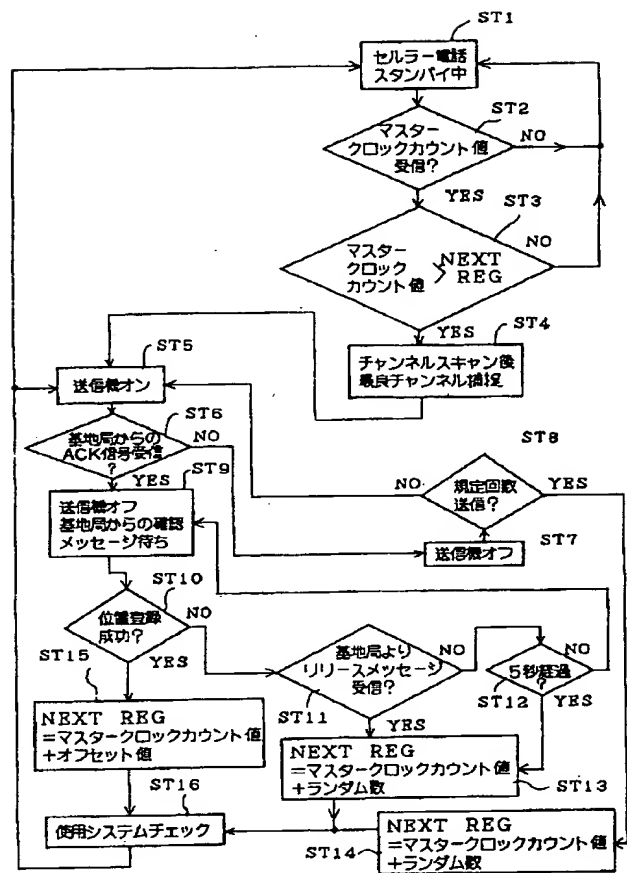 ST1
セルラー電話
スタンバイ中
ST2
マスター
クロックカウント値
受信?
NO
YES
ST3
マスター
クロック
カウント値
>
NEXT
REG
NO
YES
ST4
チャンネルスキャン後
最良チャンネル捕捉
ST5
送信機オン
ST6
基地局からの
ACK信号受信
?
NO
YES
ST8
規定回数
送信?
NO
YES
ST7
送信機オフ
ST9
送信機オフ
基地局からの確認
メッセージ待ち
ST10
位置登録
成功?
NO
YES
ST11
基地局より
リリースメッセージ
受信?
NO
YES
ST12
5秒経過
?
NO
YES
ST15
NEXT REG
=マスタークロックカウント値
+オフセット値
NEXT REG
=マスタークロックカウント値
+ランダム数
ST13
ST16
使用システムチェック
NEXT REG
=マスタークロックカウント値
+ランダム数
ST14